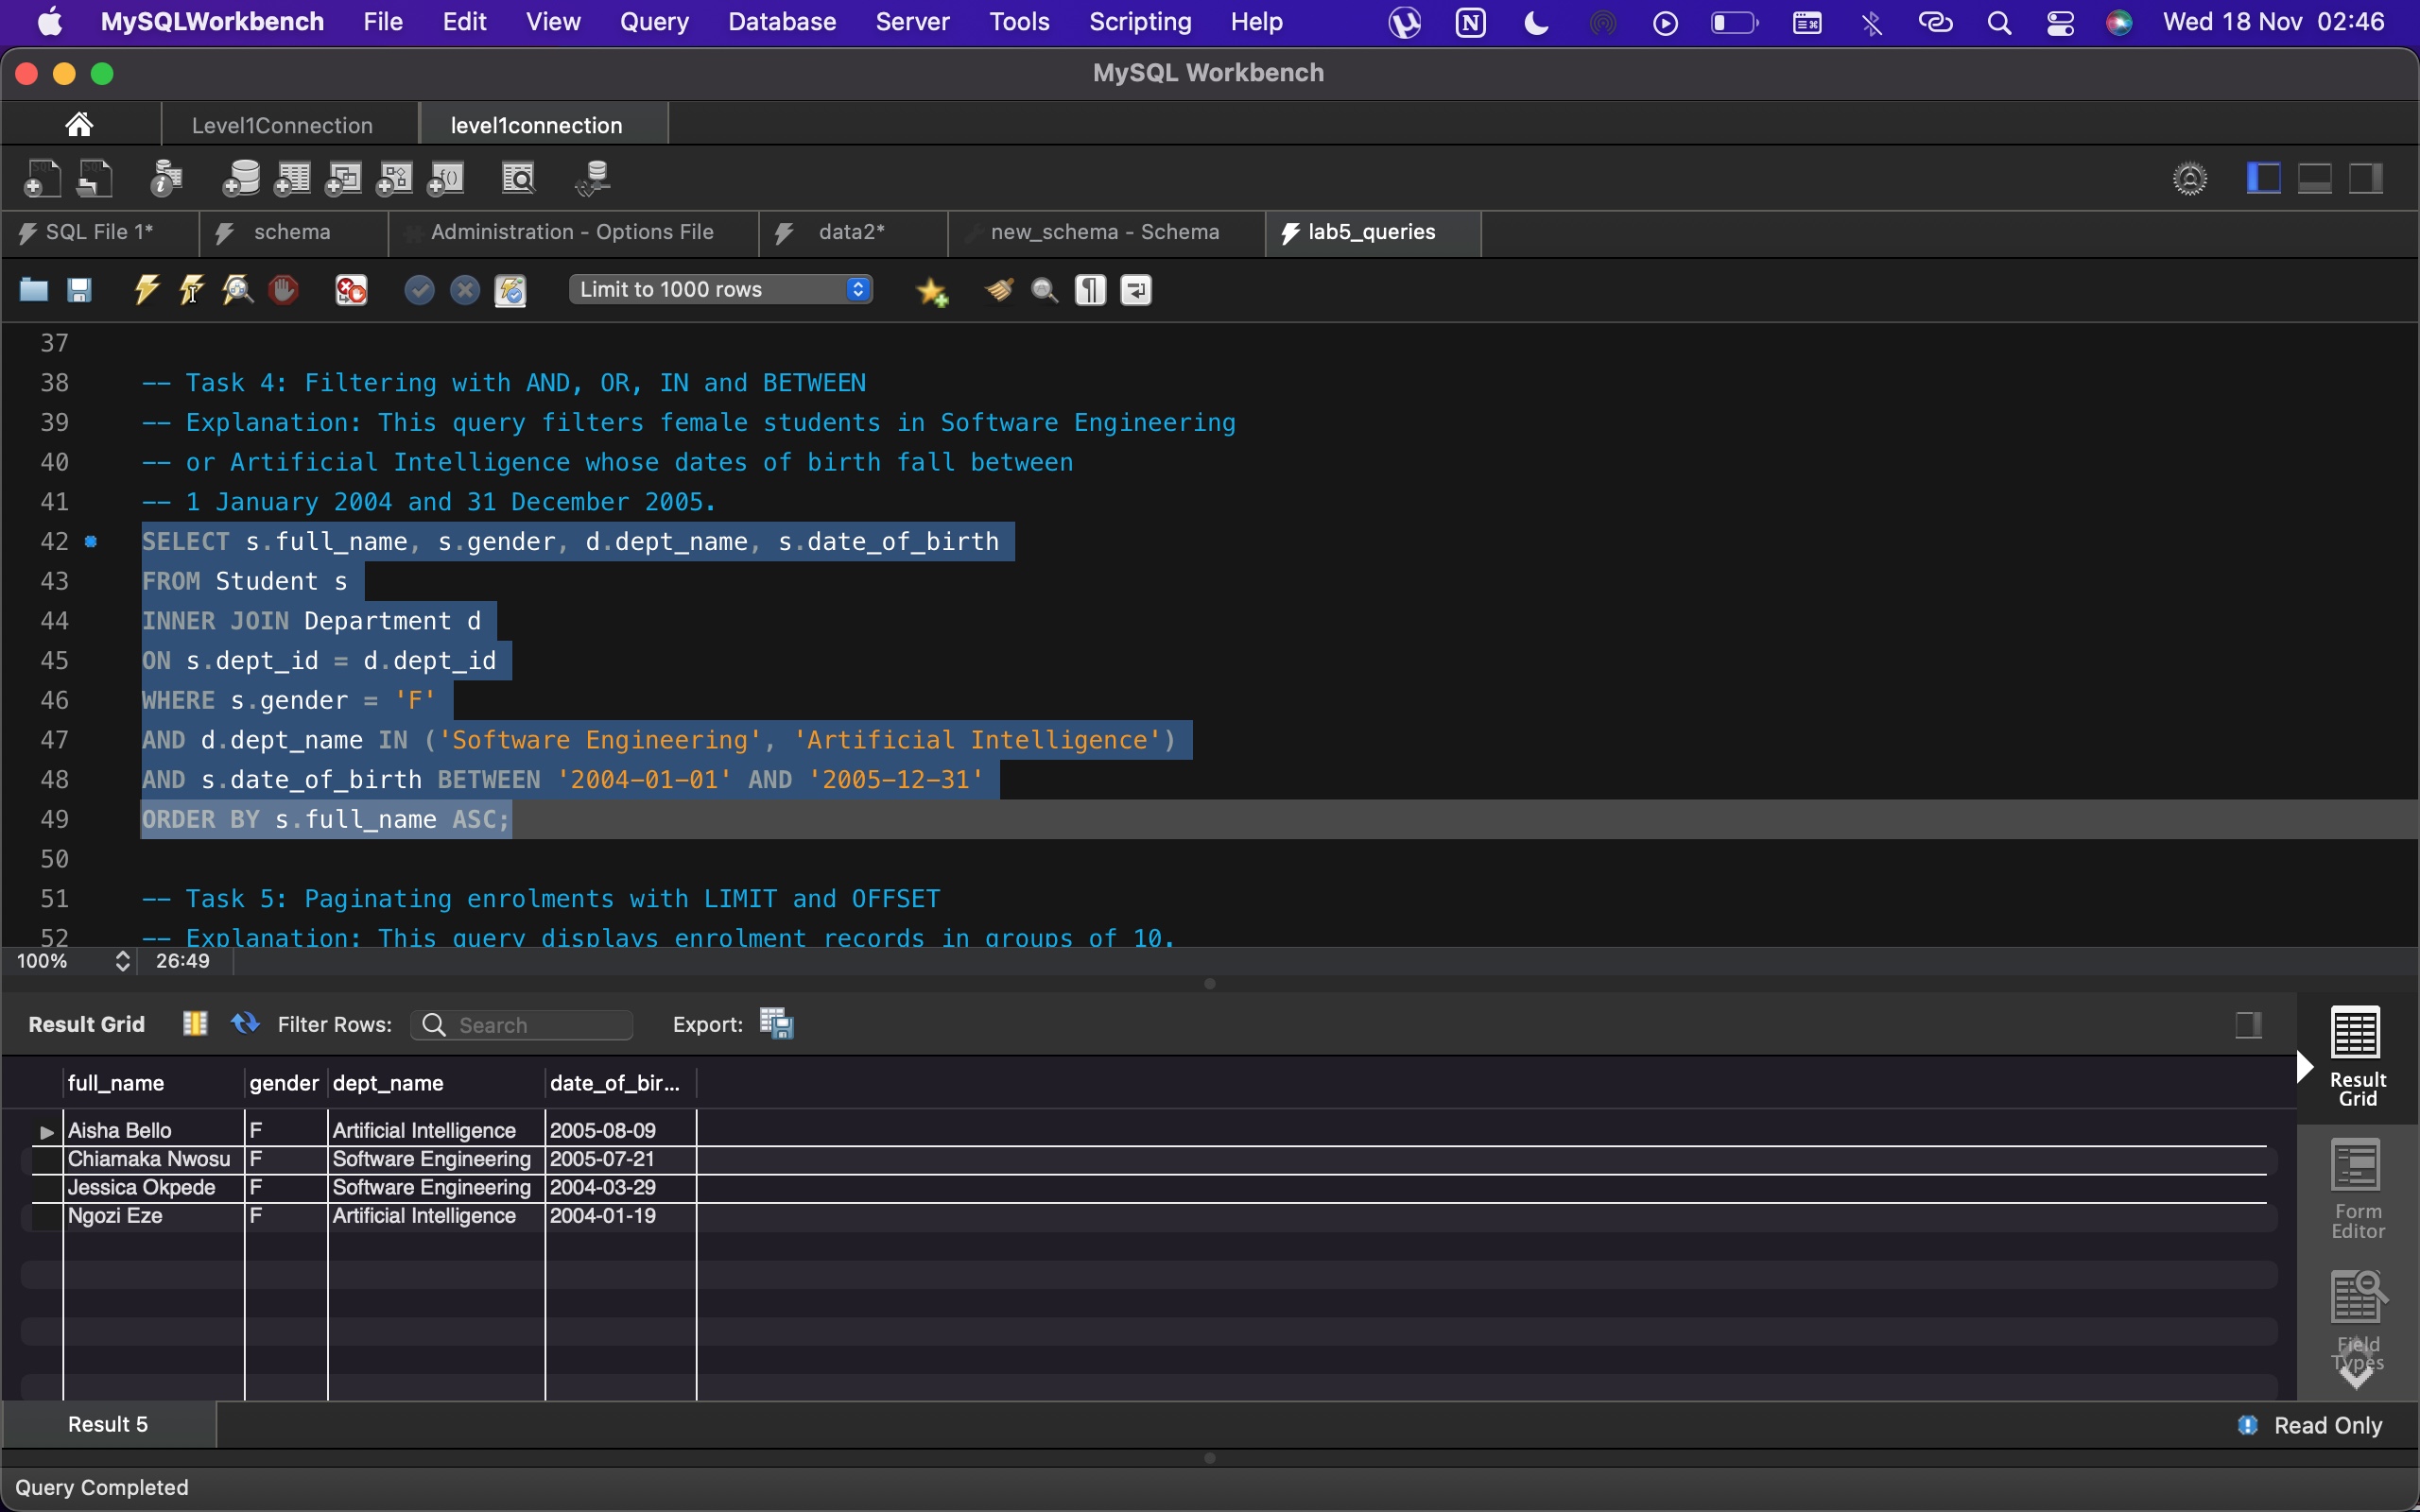 MySQLWorkbench File Edit View Query Database Server Tools Scripting Help Wed 18 Nov 02:46
MySQL Workbench
Level1Connection level1connection
SQL File 1* schema Administration - Options File data2* new_schema - Schema lab5_queries
Limit to 1000 rows
37
38 -- Task 4: Filtering with AND, OR, IN and BETWEEN
39 -- Explanation: This query filters female students in Software Engineering
40 -- or Artificial Intelligence whose dates of birth fall between
41 -- 1 January 2004 and 31 December 2005.
42 SELECT s.full_name, s.gender, d.dept_name, s.date_of_birth
43 FROM Student s
44 INNER JOIN Department d
45 ON s.dept_id = d.dept_id
46 WHERE s.gender = 'F'
47 AND d.dept_name IN ('Software Engineering', 'Artificial Intelligence')
48 AND s.date_of_birth BETWEEN '2004-01-01' AND '2005-12-31'
49 ORDER BY s.full_name ASC;
50
51 -- Task 5: Paginating enrolments with LIMIT and OFFSET
52 -- Explanation: This query displays enrolment records in groups of 10.
100% 26:49
Result Grid Filter Rows: Search Export:
full_name gender dept_name date_of_bir...
Aisha Bello F Artificial Intelligence 2005-08-09
Chiamaka Nwosu F Software Engineering 2005-07-21
Jessica Okpede F Software Engineering 2004-03-29
Ngozi Eze F Artificial Intelligence 2004-01-19
Result
Grid
Form
Editor
Field
Types
Result 5 Read Only
Query Completed